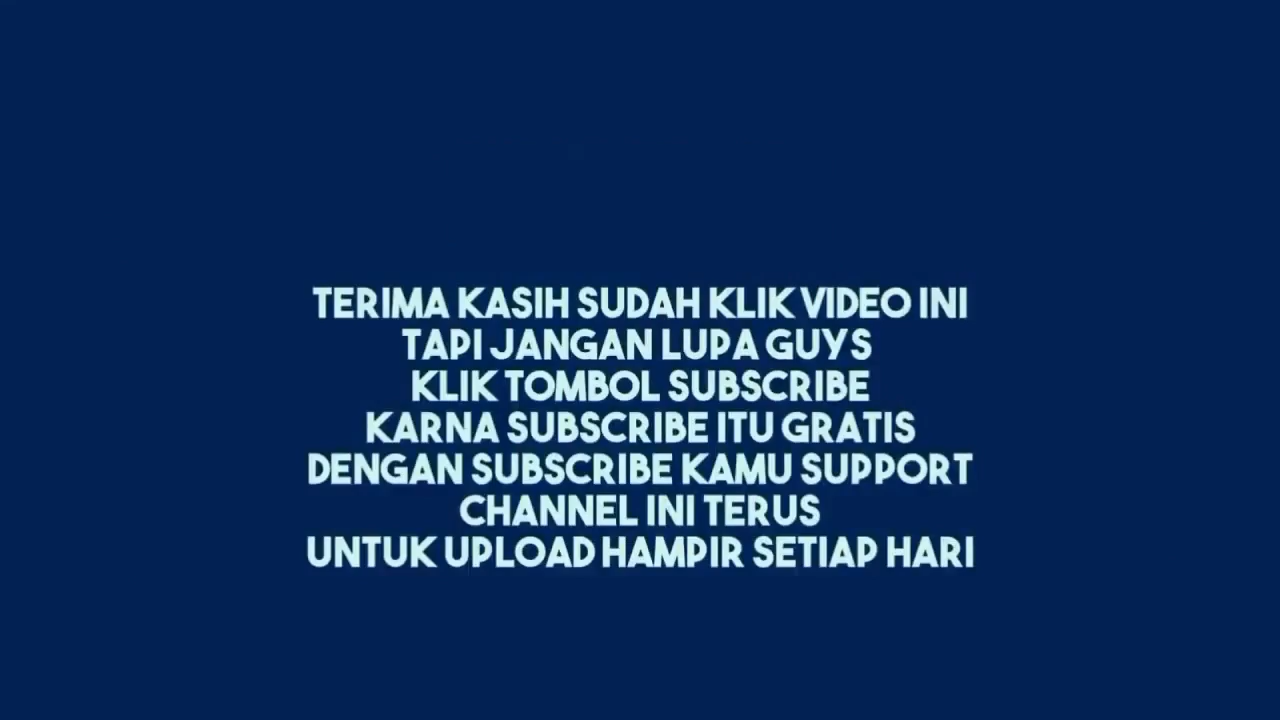 TERIMA KASIH SUDAH KLIK VIDEO INI
TAPI JANGAN LUPA GUYS
KLIK TOMBOL SUBSCRIBE
KARNA SUBSCRIBE ITU GRATIS
DENGAN SUBSCRIBE KAMU SUPPORT
CHANNEL INI TERUS
UNTUK UPLOAD HAMPIR SETIAP HARI